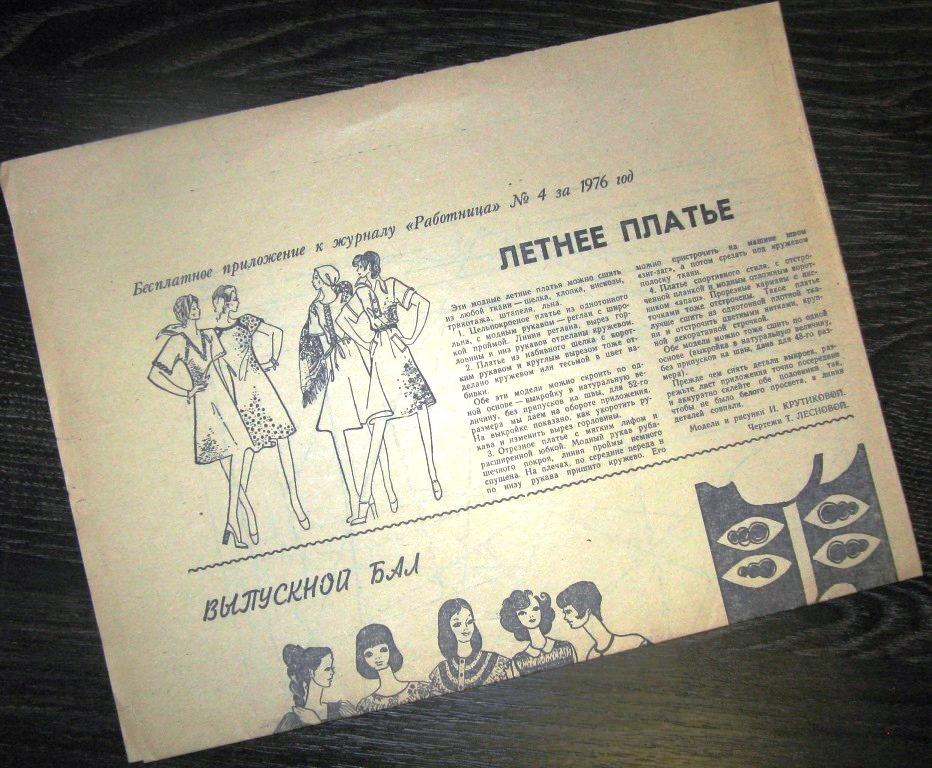 Бесплатное приложение к журналу «Работница» № 4 за 1976 год
ЛЕТНЕЕ ПЛАТЬЕ
Эти модные летние платья можно сшить
из любой ткани — шелка, хлопка, вискозы,
трикотажа, штапеля, льна.
1. Цельнокроеное платье из однотонного
льна, с модным рукавом — реглан с широ-
кой проймой. Линия реглана, вырез гор-
ловины и низ рукавов отделаны кружевом.
2. Платье из набивного шелка с корот-
ким рукавом и круглым вырезом тоже от-
делано кружевом или тесьмой в цвет на-
бивки.
Обе эти модели можно скроить по од-
ной основе — выкройку в натуральную ве-
личину, без припусков на швы, для 52-го
размера мы даем на обороте приложения.
На выкройке показано, как укоротить ру-
кава и изменить вырез горловины.
3. Отрезное платье с мягким лифом и
расширенной юбкой. Модный рукав руба-
шечного покроя, линия проймы немного
спущена. На плечах, по середине переда и
по низу рукава пришито кружево. Его
можно пристрочить на машине швом
«зиг-заг», а потом срезать под кружевом
полоску ткани.
4. Платье спортивного стиля, с отстро-
ченной планкой и модным отложным ворот-
ником «апаш». Прорезные карманы с лис-
точками тоже отстрочены. Такое платье
лучше сшить из однотонной плотной тка-
ни и отстрочить цветными нитками, круп-
ной декоративной строчкой.
Обе модели можно тоже сшить по одной
основе (выкройка в натуральную величину,
без припусков на швы, дана для 48-го раз-
мера).
Прежде чем снять детали выкроек, раз-
режьте лист приложения точно посередине
и аккуратно склейте обе половинки так,
чтобы не было белого просвета, а линии
деталей совпали.
Модели и рисунки И. КРУТИКОВОЙ.
Чертежи Т. ЛЕСНОВОЙ.
ВЫПУСКНОЙ БАЛ